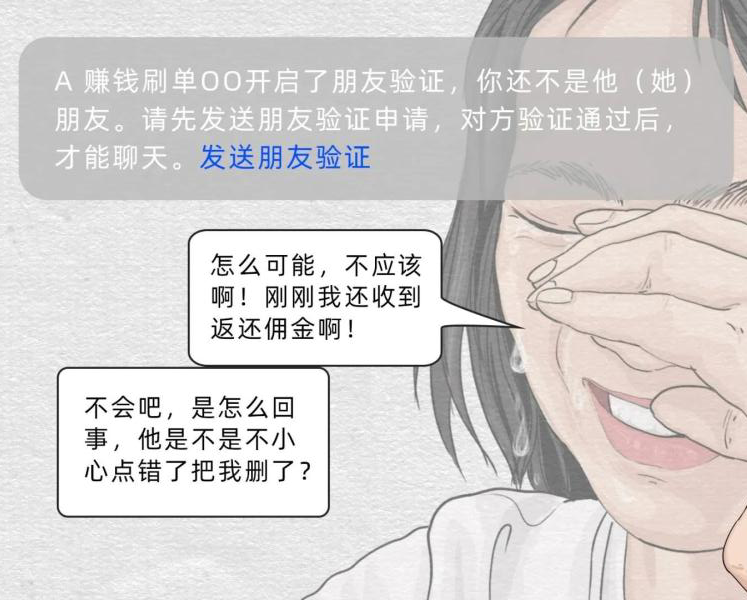 A 赚钱刷单OO开启了朋友验证，你还不是他（她）
朋友。请先发送朋友验证申请，对方验证通过后，
才能聊天。发送朋友验证
怎么可能，不应该
啊！刚刚我还收到
返还佣金啊！
不会吧，是怎么回
事，他是不是不小
心点错了把我删了？